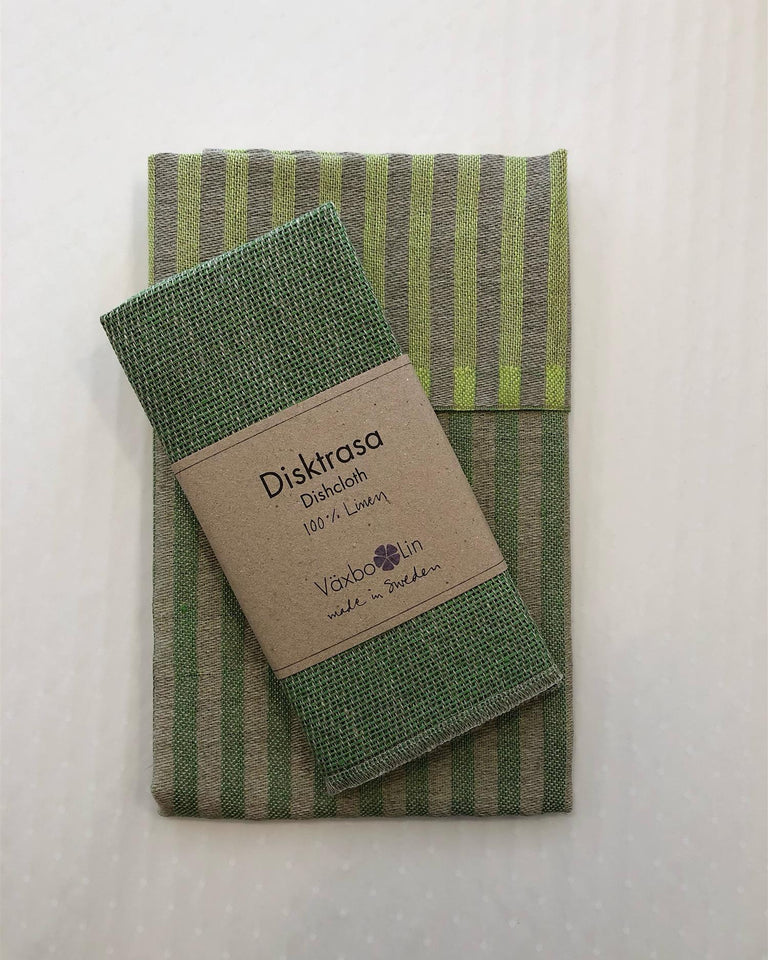 Disktrasa
Dishcloth
100% Linen
Växbo Lin
made in Sweden